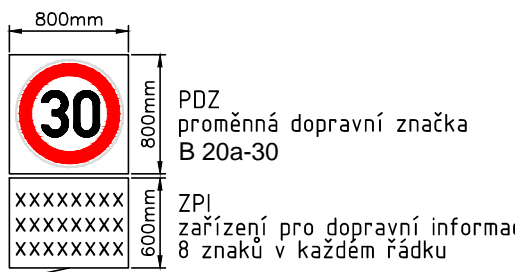 800mm
30
800mm
PDZ
proměnná dopravní značka
B 20a-30
XXXXXXXX
XXXXXXXX
XXXXXXXX
600mm
ZPI
zařízení pro dopravní informac
8 znaků v každém řádku